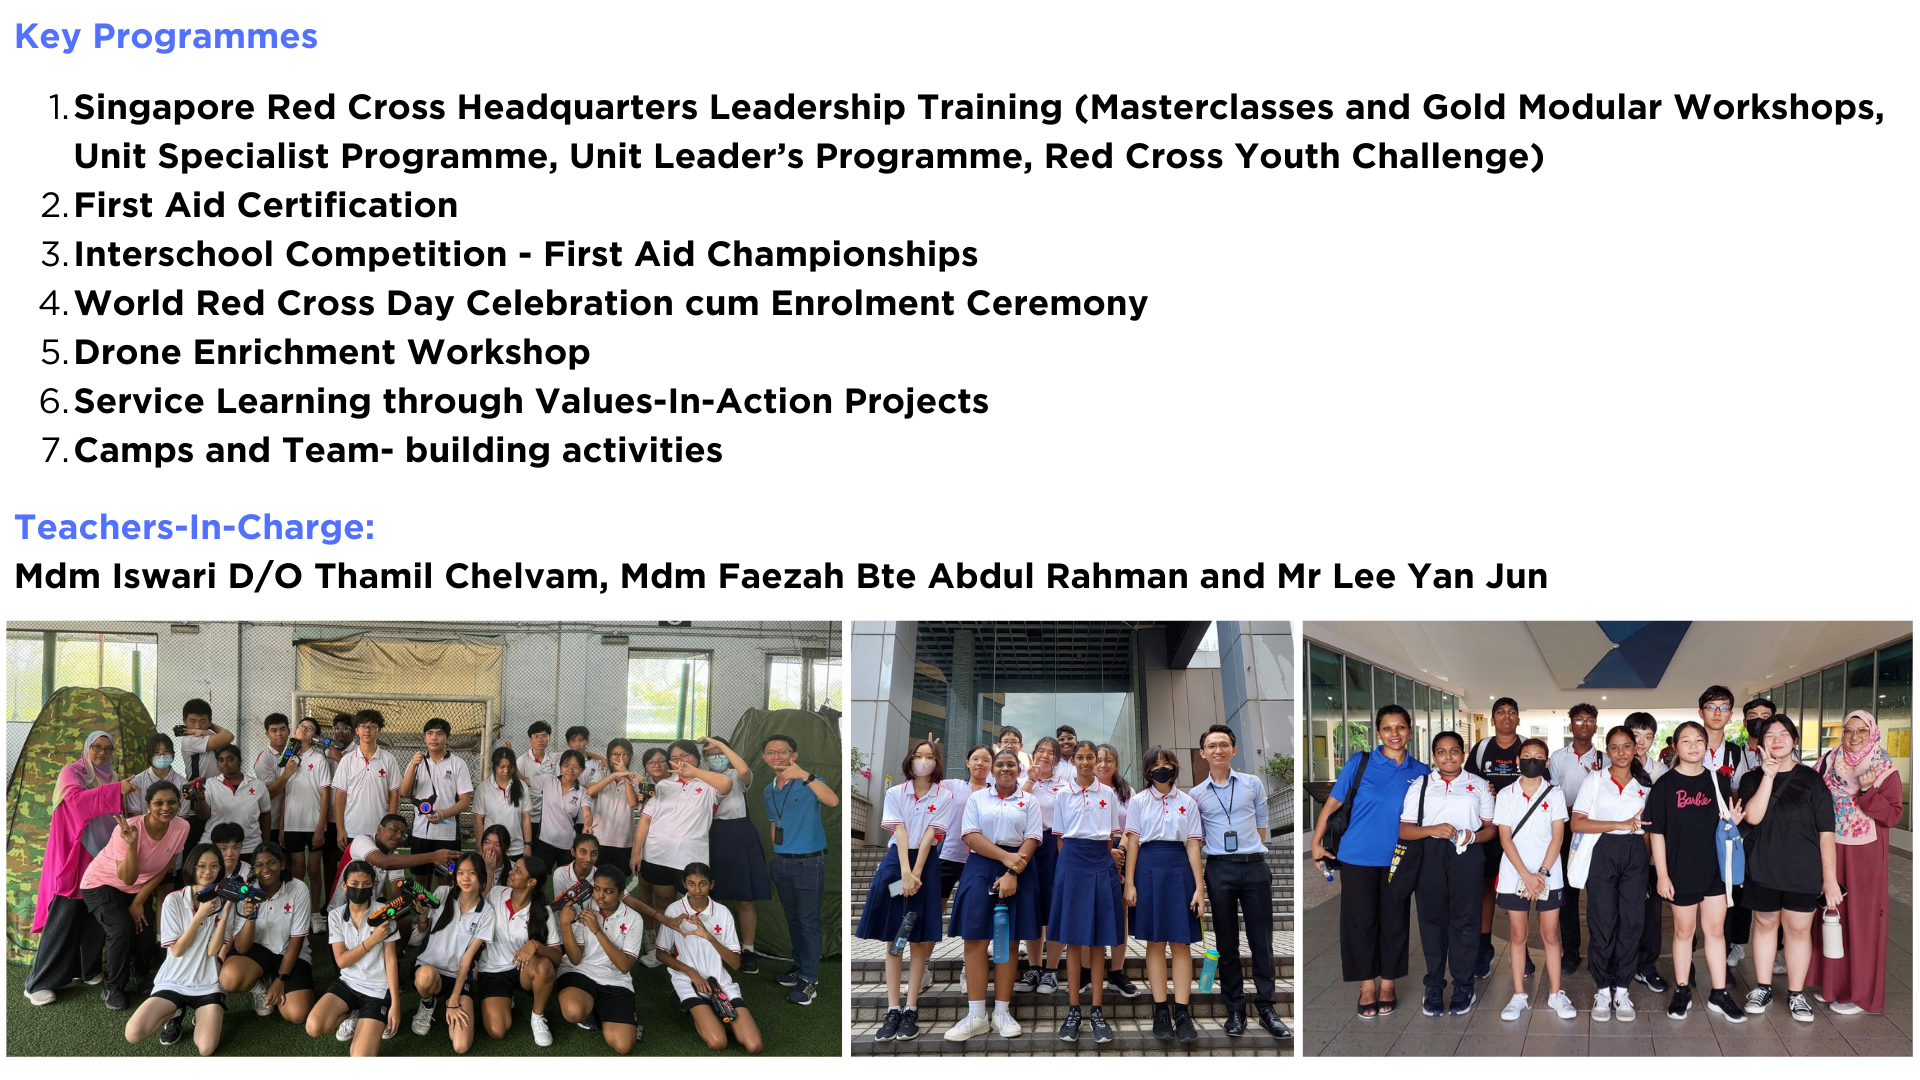 Key Programmes
1. Singapore Red Cross Headquarters Leadership Training (Masterclasses and Gold Modular Workshops,
Unit Specialist Programme, Unit Leader’s Programme, Red Cross Youth Challenge)
2. First Aid Certification
3. Interschool Competition - First Aid Championships
4. World Red Cross Day Celebration cum Enrolment Ceremony
5. Drone Enrichment Workshop
6. Service Learning through Values-In-Action Projects
7. Camps and Team- building activities
Teachers-In-Charge:
Mdm Iswari D/O Thamil Chelvam, Mdm Faezah Bte Abdul Rahman and Mr Lee Yan Jun
Barbie